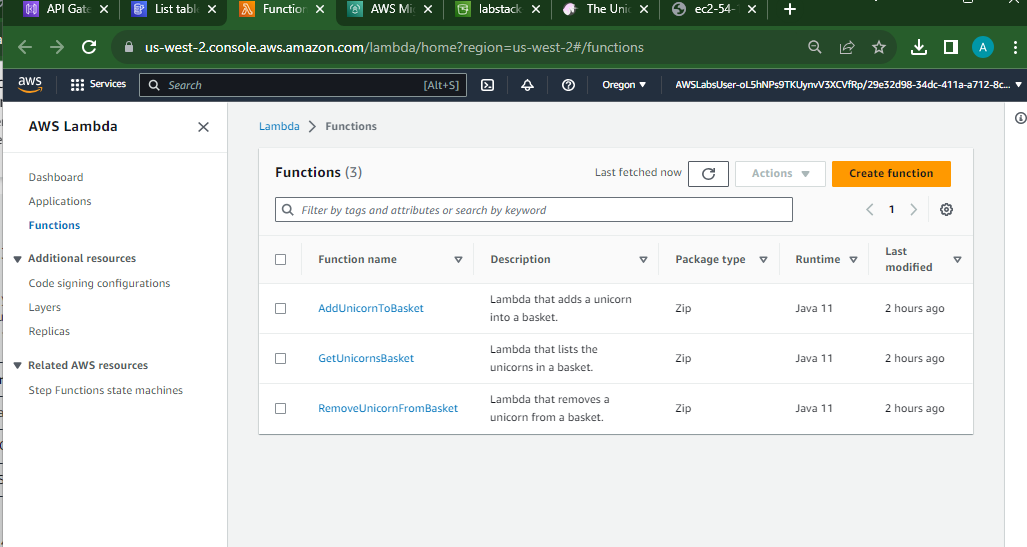 API Gate
List table
Function
AWS Mig
labstack
The Unic
ec2-54-
us-west-2.console.aws.amazon.com/lambda/home?region=us-west-2#/functions
A
aws
Services
Search
[Alt+S]
Oregon
AWSLabsUser-oL5hNPs9TKUynvV3XCVfRp/29e32d98-34dc-411a-a712-8c...
AWS Lambda
Dashboard
Applications
Functions
Additional resources
Code signing configurations
Layers
Replicas
Related AWS resources
Step Functions state machines
Lambda > Functions
Functions (3)
Last fetched now
Actions
Create function
Filter by tags and attributes or search by keyword
1
Function name
Description
Package type
Runtime
Last
modified
AddUnicornToBasket
Lambda that adds a unicorn
into a basket.
Zip
Java 11
2 hours ago
GetUnicornsBasket
Lambda that lists the
unicorns in a basket.
Zip
Java 11
2 hours ago
RemoveUnicornFromBasket
Lambda that removes a
unicorn from a basket.
Zip
Java 11
2 hours ago